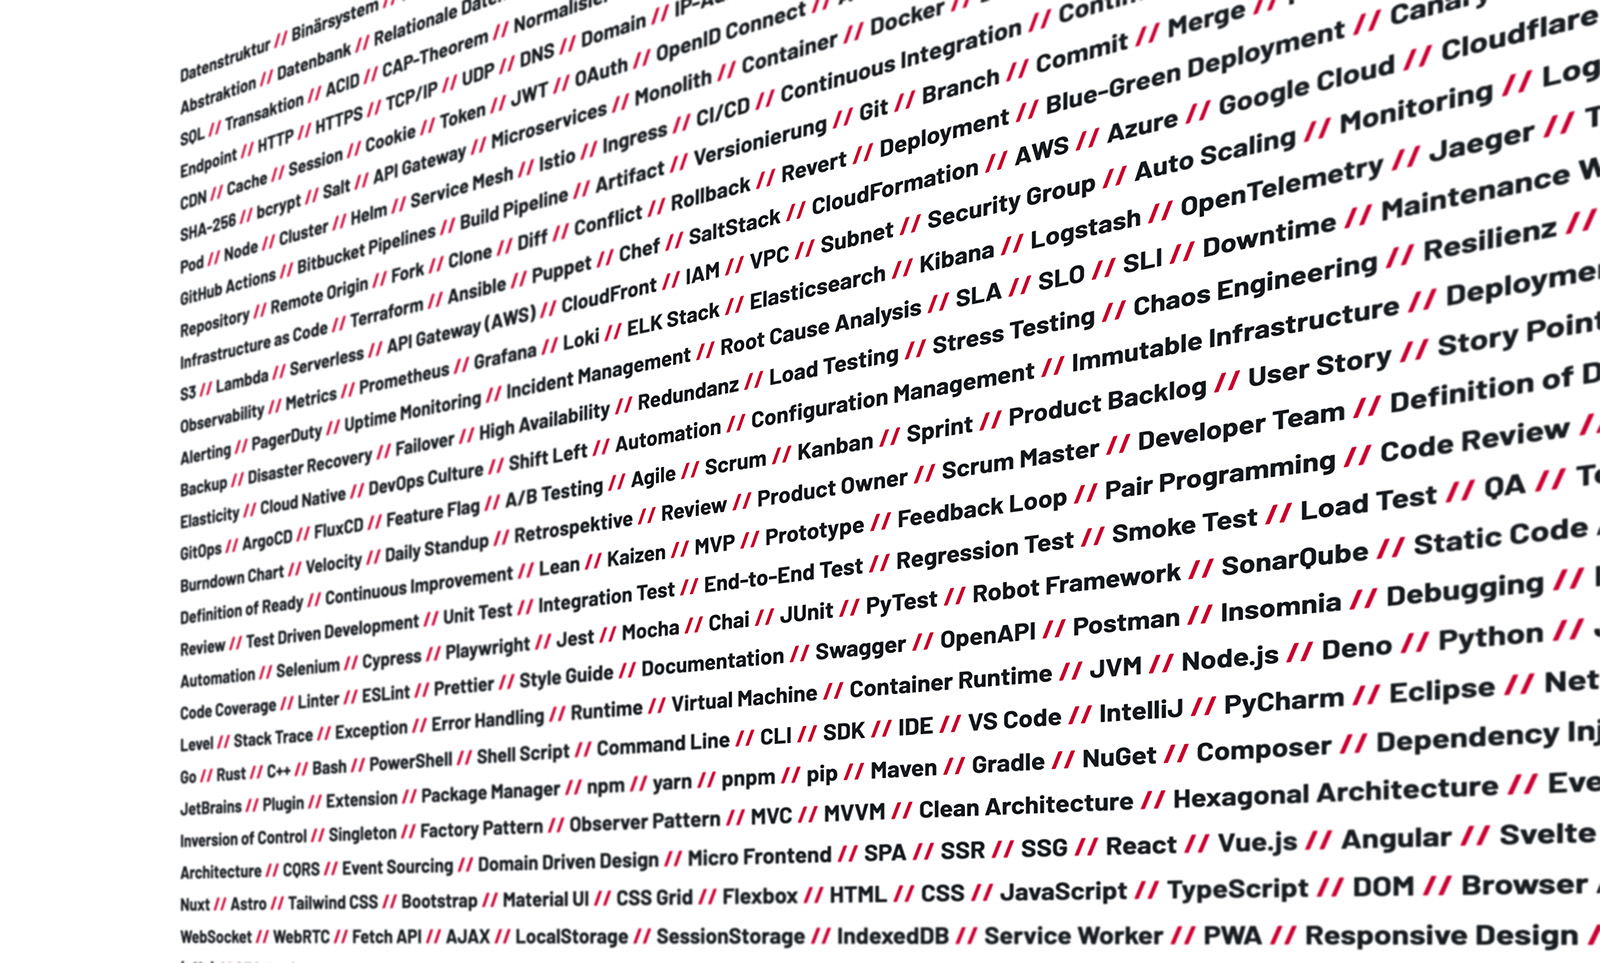 Datenstruktur // Binärsystem //
Abstraktion // Datenbank // Relationale
SQL // Transaktion // ACID // CAP-Theorem //
Endpoint // HTTP // HTTPS // TCP/IP // UDP // DNS // Domain //
CDN // Cache // Session // Cookie // Token // JWT // OAuth // OpenID Connect //
SHA-256 // bcrypt // Salt // API Gateway // Microservices // Monolith // Container // Docker //
Pod // Node // Cluster // Helm // Service Mesh // Istio // Ingress // CI/CD // Continuous Integration //
GitHub Actions // Bitbucket Pipelines // Build Pipeline // Artifact // Versionierung // Git // Branch // Commit // Merge //
Repository // Remote Origin // Fork // Clone // Diff // Conflict // Rollback // Revert // Deployment // Blue-Green Deployment //
Infrastructure as Code // Terraform // Ansible // Puppet // Chef // SaltStack // CloudFormation // AWS // Azure // Google Cloud // Cloudflare
S3 // Lambda // Serverless // API Gateway (AWS) // CloudFront // IAM // VPC // Subnet // Security Group // Auto Scaling // Monitoring // Log
Observability // Metrics // Prometheus // Grafana // Loki // ELK Stack // Elasticsearch // Kibana // Logstash // OpenTelemetry // Jaeger // T
Alerting // PagerDuty // Uptime Monitoring // Incident Management // Root Cause Analysis // SLA // SLO // SLI // Downtime // Maintenance W
Backup // Disaster Recovery // Failover // High Availability // Redundanz // Load Testing // Stress Testing // Chaos Engineering // Resilienz //
Elasticity // Cloud Native // DevOps Culture // Shift Left // Automation // Configuration Management // Immutable Infrastructure // Deployme
GitOps // ArgoCD // FluxCD // Feature Flag // A/B Testing // Agile // Scrum // Kanban // Sprint // Product Backlog // User Story // Story Point
Burndown Chart // Velocity // Daily Standup // Retrospektive // Review // Product Owner // Scrum Master // Developer Team // Definition of D
Definition of Ready // Continuous Improvement // Lean // Kaizen // MVP // Prototype // Feedback Loop // Pair Programming // Code Review //
Review // Test Driven Development // Unit Test // Integration Test // End-to-End Test // Regression Test // Smoke Test // Load Test // QA // Te
Automation // Selenium // Cypress // Playwright // Jest // Mocha // Chai // JUnit // PyTest // Robot Framework // SonarQube // Static Code
Code Coverage // Linter // ESLint // Prettier // Style Guide // Documentation // Swagger // OpenAPI // Postman // Insomnia // Debugging //
Level // Stack Trace // Exception // Error Handling // Runtime // Virtual Machine // Container Runtime // JVM // Node.js // Deno // Python //
Go // Rust // C++ // Bash // PowerShell // Shell Script // Command Line // CLI // SDK // IDE // VS Code // IntelliJ // PyCharm // Eclipse // Net
JetBrains // Plugin // Extension // Package Manager // npm // yarn // pnpm // pip // Maven // Gradle // NuGet // Composer // Dependency Inj
Inversion of Control // Singleton // Factory Pattern // Observer Pattern // MVC // MVVM // Clean Architecture // Hexagonal Architecture // Eve
Architecture // CQRS // Event Sourcing // Domain Driven Design // Micro Frontend // SPA // SSR // SSG // React // Vue.js // Angular // Svelte
Nuxt // Astro // Tailwind CSS // Bootstrap // Material UI // CSS Grid // Flexbox // HTML // CSS // JavaScript // TypeScript // DOM // Browser
WebSocket // WebRTC // Fetch API // AJAX // LocalStorage // SessionStorage // IndexedDB // Service Worker // PWA // Responsive Design //